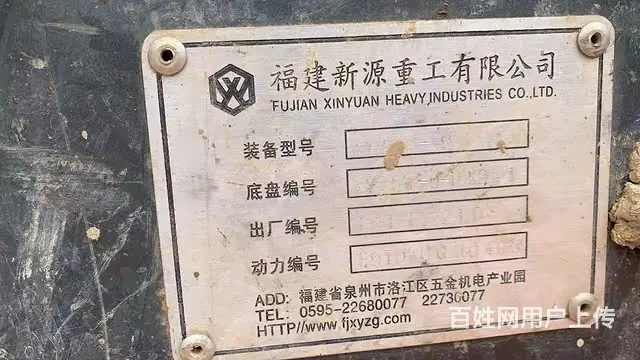 福建新源重工有限公司
FUJIAN XINYUAN HEAVY INDUSTRIES CO.,LTD.
装备型号
底盘编号
出厂编号
动力编号
ADD: 福建省泉州市洛江区五金机电产业园
TEL: 0595-22680077 22736077
HTTP//www.fjxyzg.com
百姓网用户上传